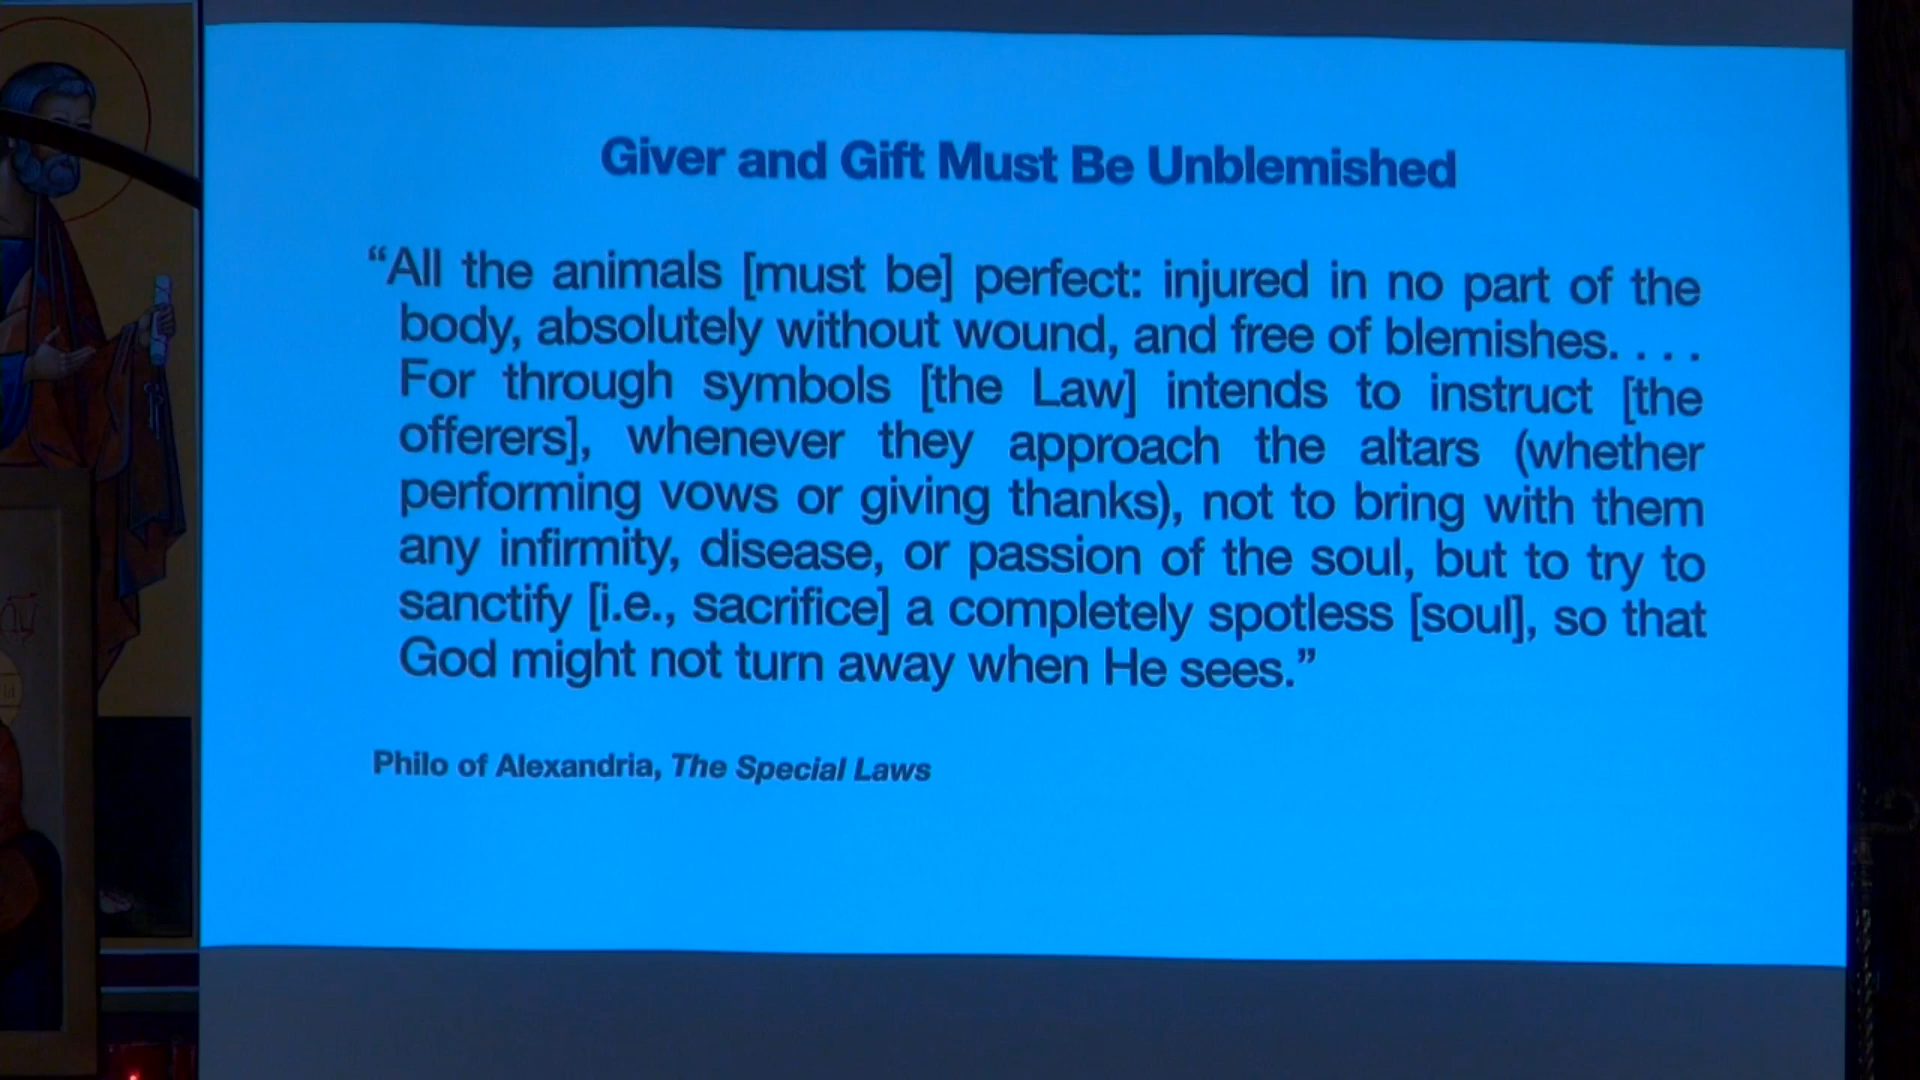 Giver and Gift Must Be Unblemished
“All the animals [must be] perfect: injured in no part of the
body, absolutely without wound, and free of blemishes. . . .
For through symbols [the Law] intends to instruct [the
offerers], whenever they approach the altars (whether
performing vows or giving thanks), not to bring with them
any infirmity, disease, or passion of the soul, but to try to
sanctify [i.e., sacrifice] a completely spotless [soul], so that
God might not turn away when He sees.”
Philo of Alexandria, The Special Laws